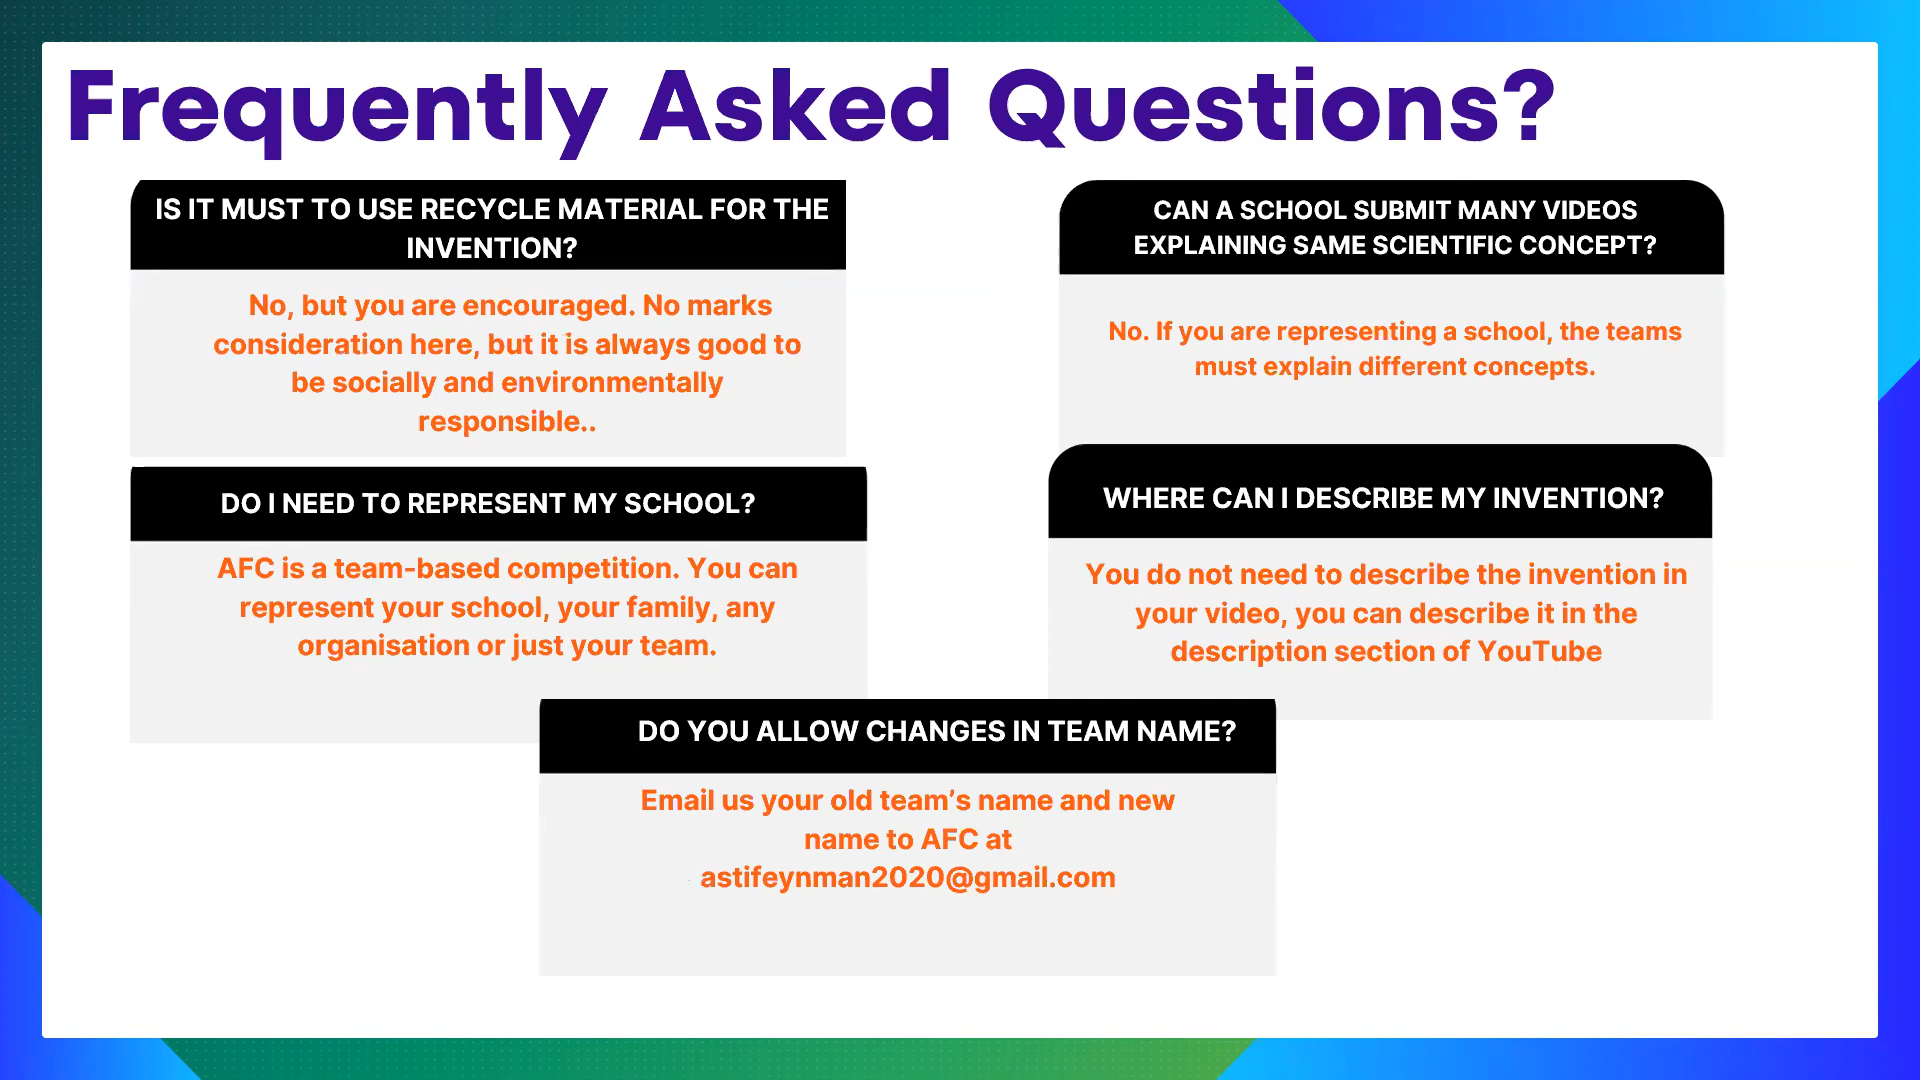 Frequently Asked Questions?
IS IT MUST TO USE RECYCLE MATERIAL FOR THE
INVENTION?
No, but you are encouraged. No marks
consideration here, but it is always good to
be socially and environmentally
responsible..
CAN A SCHOOL SUBMIT MANY VIDEOS
EXPLAINING SAME SCIENTIFIC CONCEPT?
No. If you are representing a school, the teams
must explain different concepts.
DO I NEED TO REPRESENT MY SCHOOL?
AFC is a team-based competition. You can
represent your school, your family, any
organisation or just your team.
WHERE CAN I DESCRIBE MY INVENTION?
You do not need to describe the invention in
your video, you can describe it in the
description section of YouTube
DO YOU ALLOW CHANGES IN TEAM NAME?
Email us your old team’s name and new
name to AFC at
astifeynman2020@gmail.com